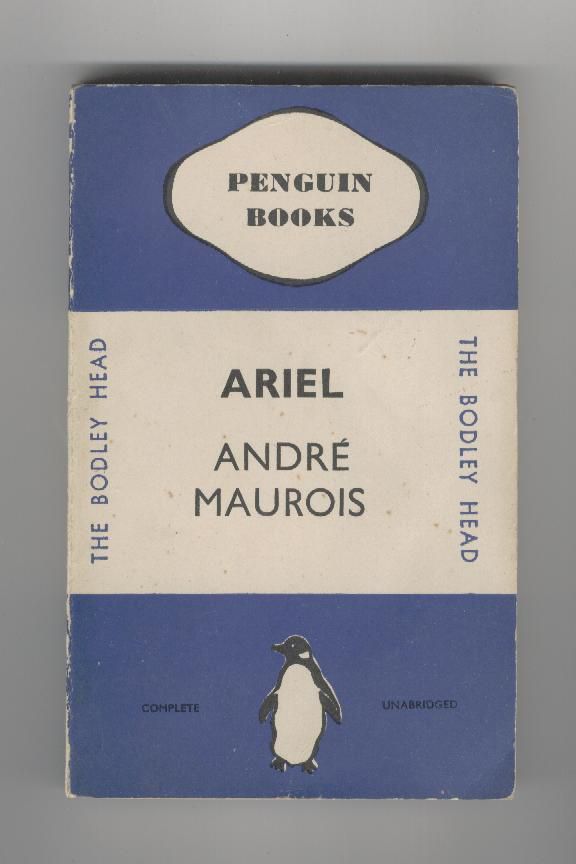 PENGUIN
BOOKS
THE BODLEY HEAD
ARIEL
ANDRÉ
MAUROIS
THE BODLEY HEAD
COMPLETE
UNABRIDGED